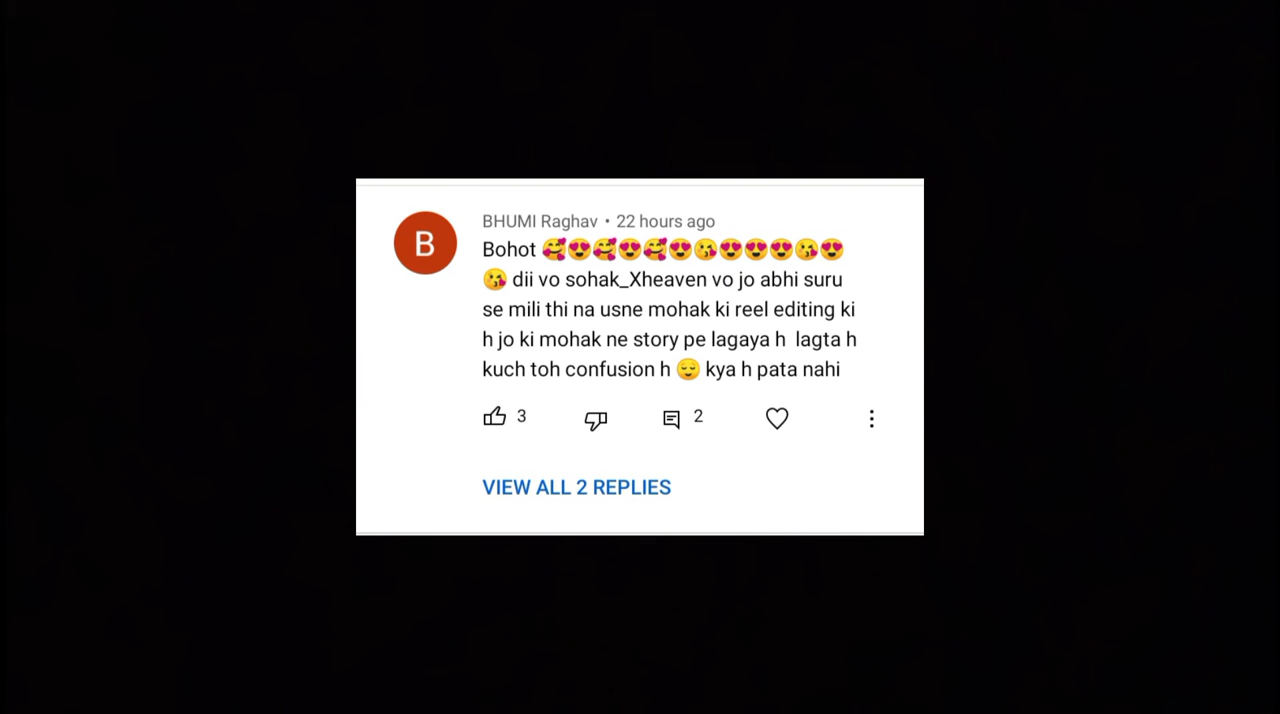 B
BHUMI Raghav • 22 hours ago
Bohot 🥰😍🥰😍🥰😍😘😍😍😍😘😍
😘 dii vo sohak_Xheaven vo jo abhi suru
se mili thi na usne mohak ki reel editing ki
h jo ki mohak ne story pe lagaya h  lagta h
kuch toh confusion h 😌 kya h pata nahi
3 2
VIEW ALL 2 REPLIES